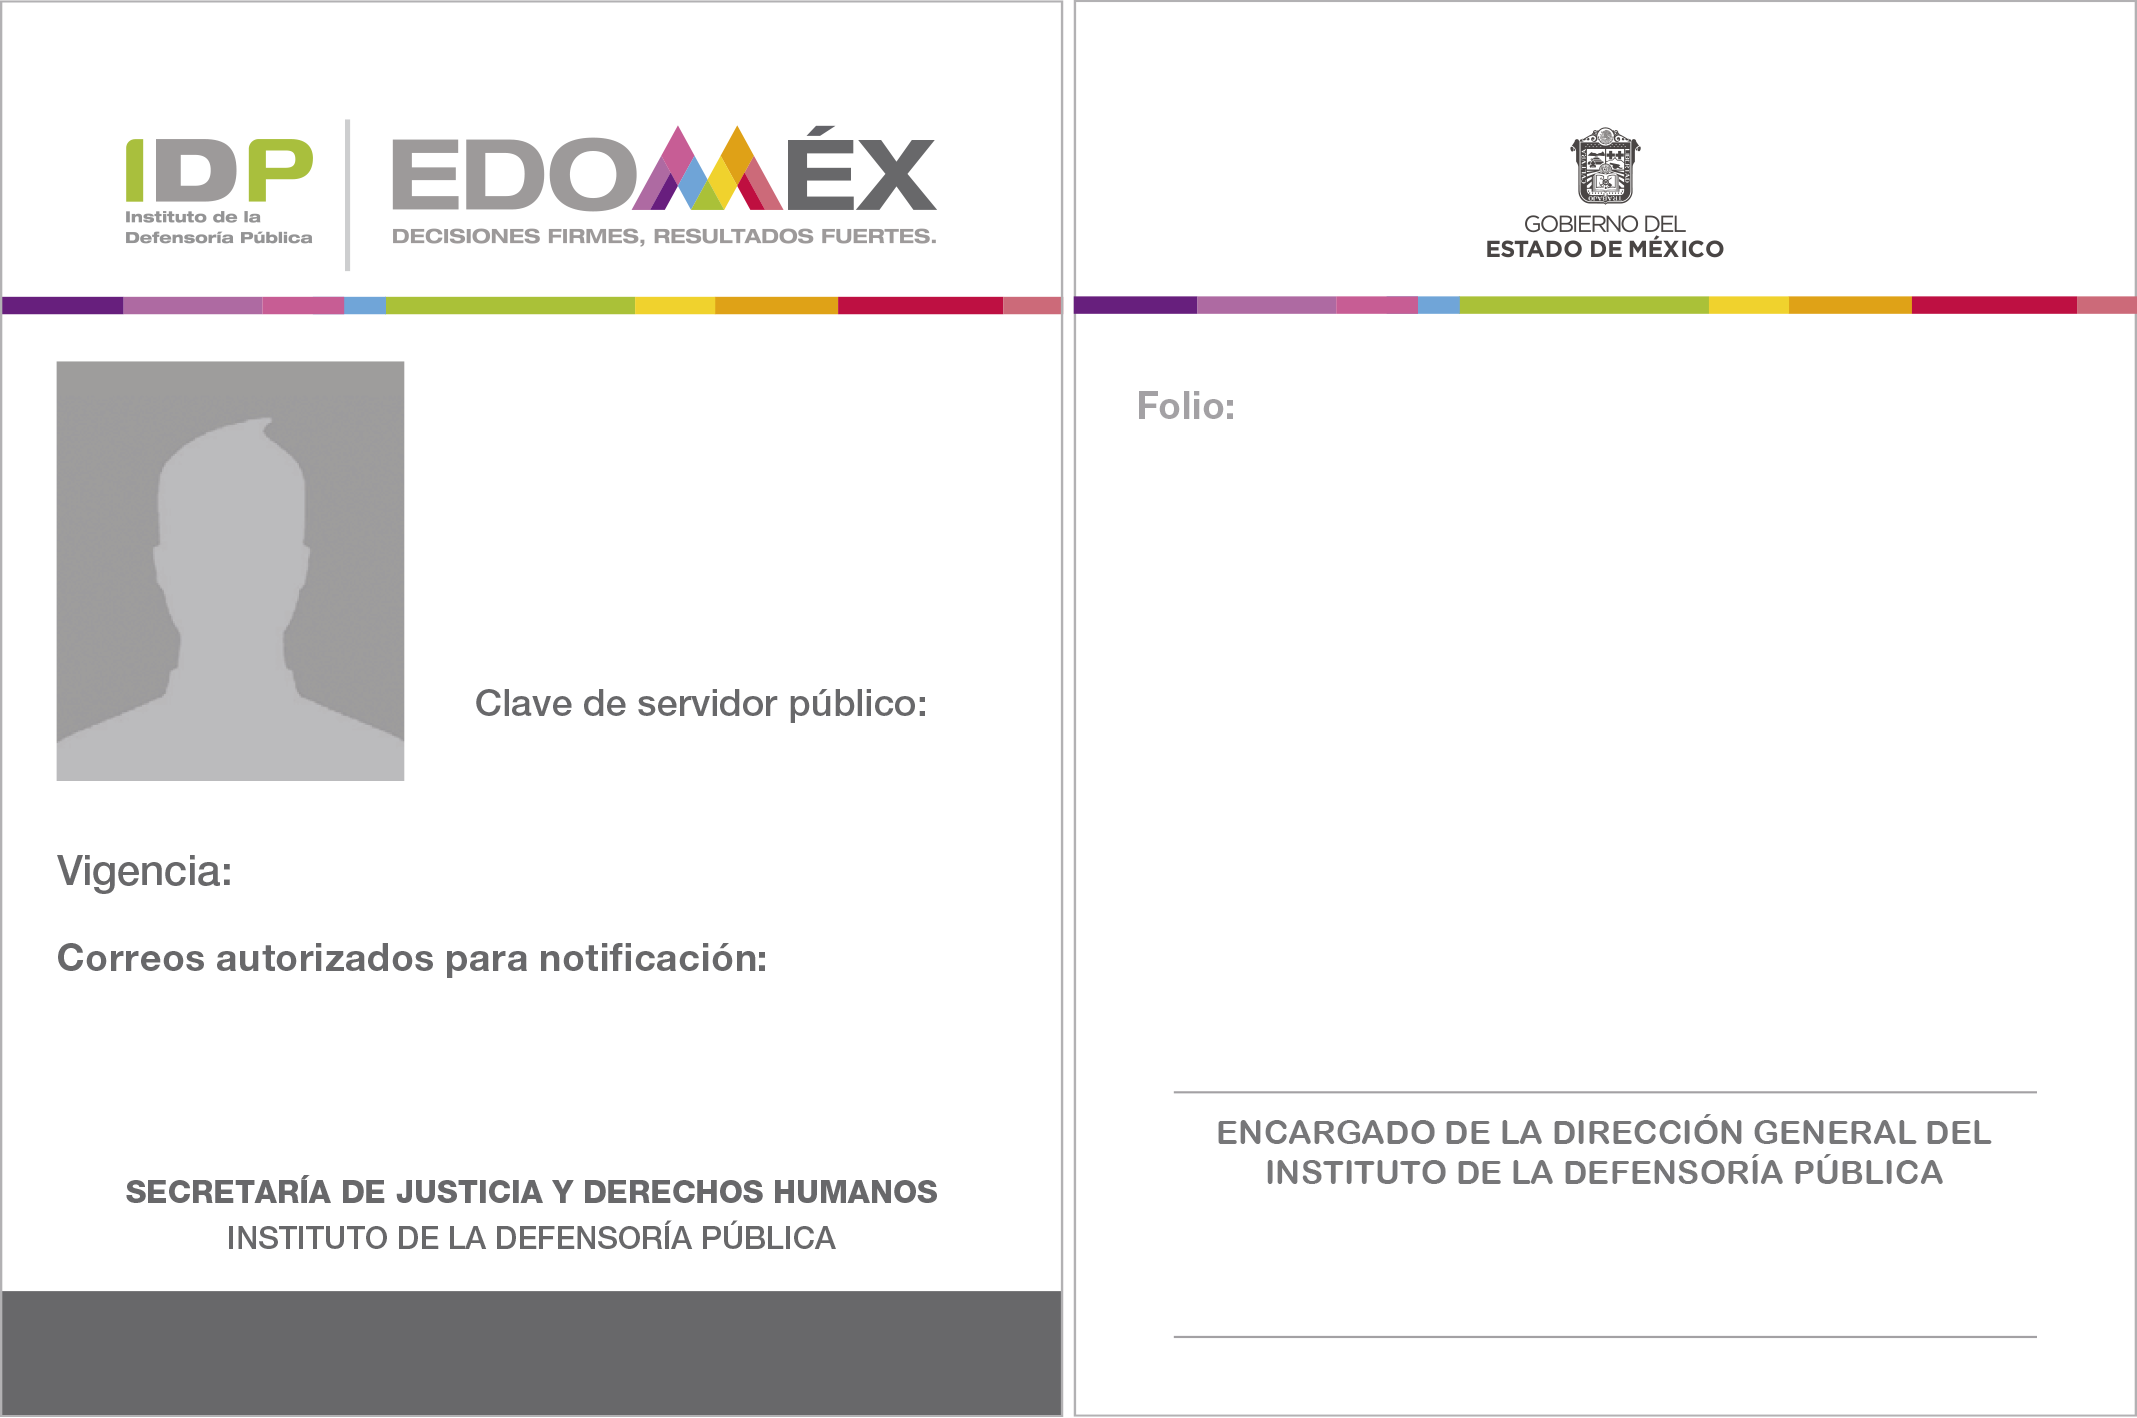 IDP
Instituto de la
Defensoría Pública
EDOMÉX
DECISIONES FIRMES, RESULTADOS FUERTES.
Clave de servidor público:
Vigencia:
Correos autorizados para notificación:
SECRETARÍA DE JUSTICIA Y DERECHOS HUMANOS
INSTITUTO DE LA DEFENSORÍA PÚBLICA
GOBIERNO DEL
ESTADO DE MÉXICO
Folio:
ENCARGADO DE LA DIRECCIÓN GENERAL DEL
INSTITUTO DE LA DEFENSORÍA PÚBLICA